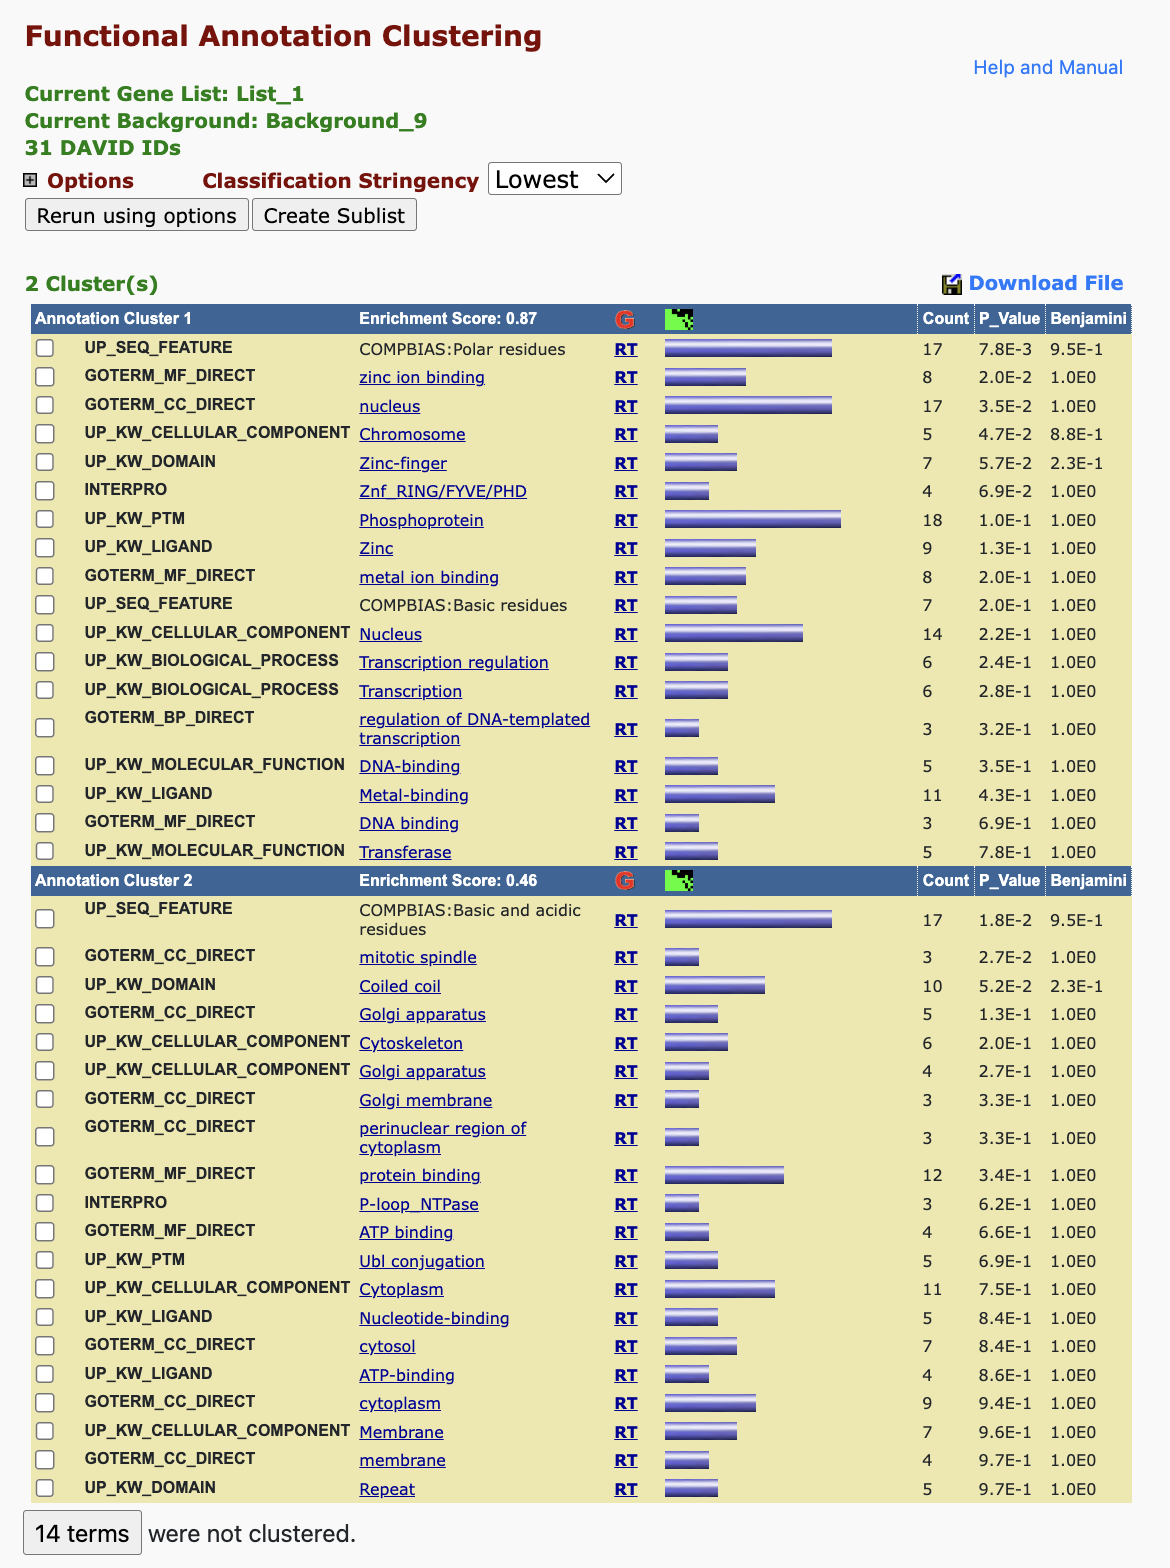 Functional Annotation Clustering
Help and Manual
Current Gene List: List_1
Current Background: Background_9
31 DAVID IDs
Options Classification Stringency Lowest
Rerun using options Create Sublist
2 Cluster(s) Download File
Annotation Cluster 1 Enrichment Score: 0.87 G Count P_Value Benjamini
UP_SEQ_FEATURE COMPBIAS:Polar residues RT 17 7.8E-3 9.5E-1
GOTERM_MF_DIRECT zinc ion binding RT 8 2.0E-2 1.0E0
GOTERM_CC_DIRECT nucleus RT 17 3.5E-2 1.0E0
UP_KW_CELLULAR_COMPONENT Chromosome RT 5 4.7E-2 8.8E-1
UP_KW_DOMAIN Zinc-finger RT 7 5.7E-2 2.3E-1
INTERPRO Znf_RING/FYVE/PHD RT 4 6.9E-2 1.0E0
UP_KW_PTM Phosphoprotein RT 18 1.0E-1 1.0E0
UP_KW_LIGAND Zinc RT 9 1.3E-1 1.0E0
GOTERM_MF_DIRECT metal ion binding RT 8 2.0E-1 1.0E0
UP_SEQ_FEATURE COMPBIAS:Basic residues RT 7 2.0E-1 1.0E0
UP_KW_CELLULAR_COMPONENT Nucleus RT 14 2.2E-1 1.0E0
UP_KW_BIOLOGICAL_PROCESS Transcription regulation RT 6 2.4E-1 1.0E0
UP_KW_BIOLOGICAL_PROCESS Transcription RT 6 2.8E-1 1.0E0
GOTERM_BP_DIRECT regulation of DNA-templated
transcription RT 3 3.2E-1 1.0E0
UP_KW_MOLECULAR_FUNCTION DNA-binding RT 5 3.5E-1 1.0E0
UP_KW_LIGAND Metal-binding RT 11 4.3E-1 1.0E0
GOTERM_MF_DIRECT DNA binding RT 3 6.9E-1 1.0E0
UP_KW_MOLECULAR_FUNCTION Transferase RT 5 7.8E-1 1.0E0
Annotation Cluster 2 Enrichment Score: 0.46 G Count P_Value Benjamini
UP_SEQ_FEATURE COMPBIAS:Basic and acidic
residues RT 17 1.8E-2 9.5E-1
GOTERM_CC_DIRECT mitotic spindle RT 3 2.7E-2 1.0E0
UP_KW_DOMAIN Coiled coil RT 10 5.2E-2 2.3E-1
GOTERM_CC_DIRECT Golgi apparatus RT 5 1.3E-1 1.0E0
UP_KW_CELLULAR_COMPONENT Cytoskeleton RT 6 2.0E-1 1.0E0
UP_KW_CELLULAR_COMPONENT Golgi apparatus RT 4 2.7E-1 1.0E0
GOTERM_CC_DIRECT Golgi membrane RT 3 3.3E-1 1.0E0
GOTERM_CC_DIRECT perinuclear region of
cytoplasm RT 3 3.3E-1 1.0E0
GOTERM_MF_DIRECT protein binding RT 12 3.4E-1 1.0E0
INTERPRO P-loop_NTPase RT 3 6.2E-1 1.0E0
GOTERM_MF_DIRECT ATP binding RT 4 6.6E-1 1.0E0
UP_KW_PTM Ubl conjugation RT 5 6.9E-1 1.0E0
UP_KW_CELLULAR_COMPONENT Cytoplasm RT 11 7.5E-1 1.0E0
UP_KW_LIGAND Nucleotide-binding RT 5 8.4E-1 1.0E0
GOTERM_CC_DIRECT cytosol RT 7 8.4E-1 1.0E0
UP_KW_LIGAND ATP-binding RT 4 8.6E-1 1.0E0
GOTERM_CC_DIRECT cytoplasm RT 9 9.4E-1 1.0E0
UP_KW_CELLULAR_COMPONENT Membrane RT 7 9.6E-1 1.0E0
GOTERM_CC_DIRECT membrane RT 4 9.7E-1 1.0E0
UP_KW_DOMAIN Repeat RT 5 9.7E-1 1.0E0
14 terms were not clustered.